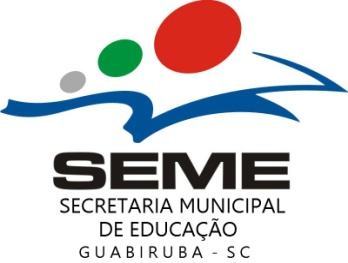 SEME
SECRETARIA MUNICIPAL
DE EDUCAÇÃO
GUABIRUBA - SC